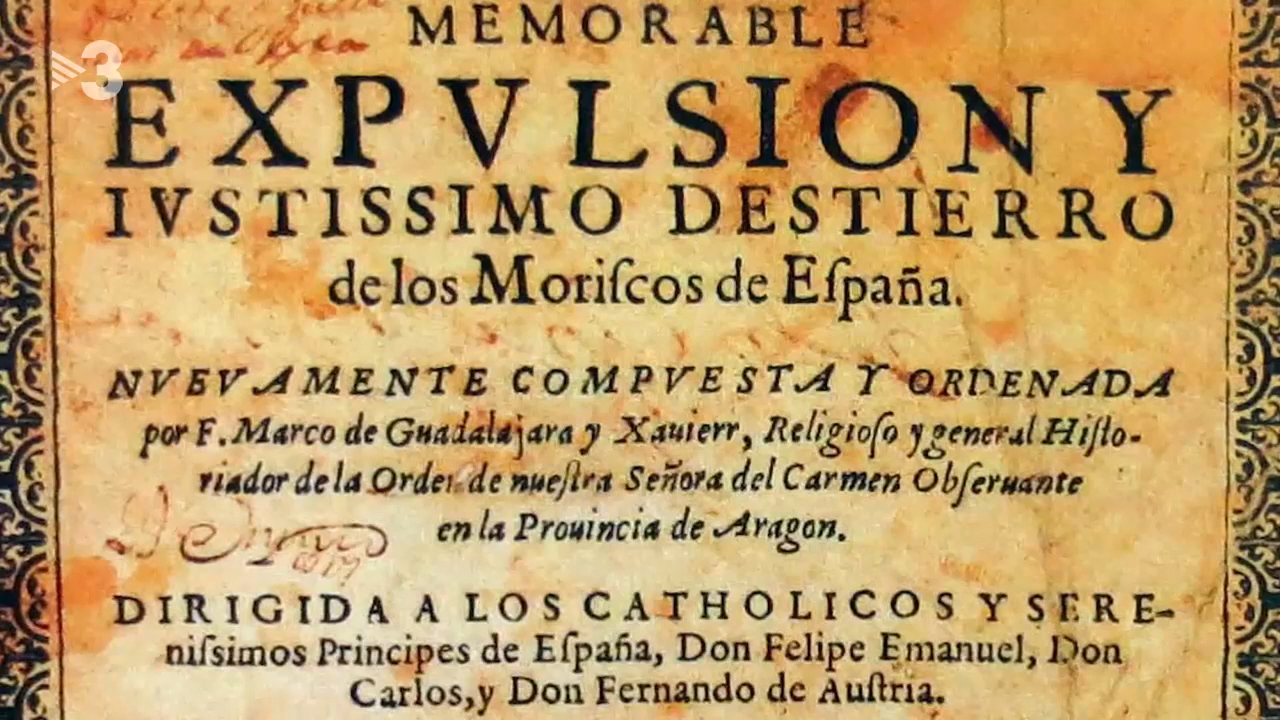 3
MEMORABLE
EXPVLSION Y
IVSTISSIMO DESTIERRO
de los Moriſcos de Eſpaña.
NVEVAMENTE COMPVESTA Y ORDENADA
por F. Marco de Guadalajara y Xauierr, Religioſo y general Hiſto-
riador de la Orden de nueſtra Señora del Carmen Obſeruante
en la Prouincia de Aragon.
DIRIGIDA A LOS CATHOLICOS Y SERE-
niſsimos Principes de Eſpaña, Don Felipe Emanuel, Don
Carlos, y Don Fernando de Auſtria.